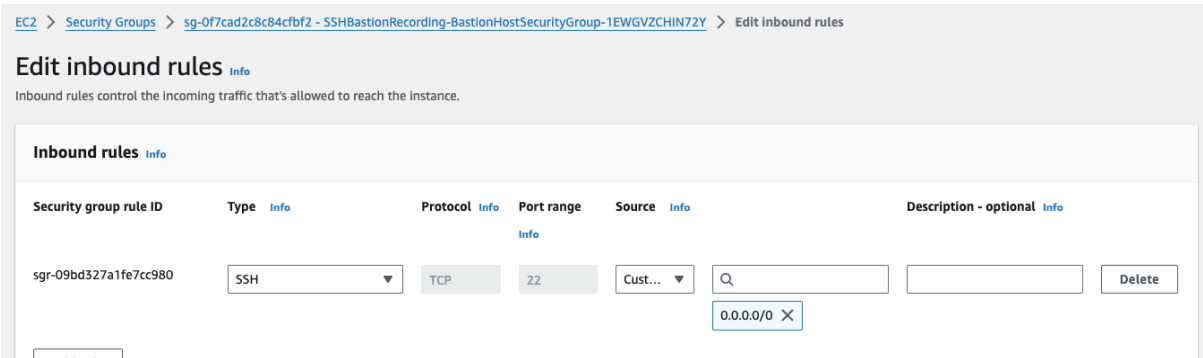 EC2 > Security Groups > sg-0f7cad2c8c84cfbf2 - SSHBastionRecording-BastionHostSecurityGroup-1EWGVZCHIN72Y > Edit inbound rules
Edit inbound rules Info
Inbound rules control the incoming traffic that's allowed to reach the instance.
Inbound rules Info
Security group rule ID Type Info Protocol Info Port range Source Info Description - optional Info
Info
sgr-09bd327a1fe7cc980 SSH TCP 22 Cust... Delete
0.0.0.0/0 ×